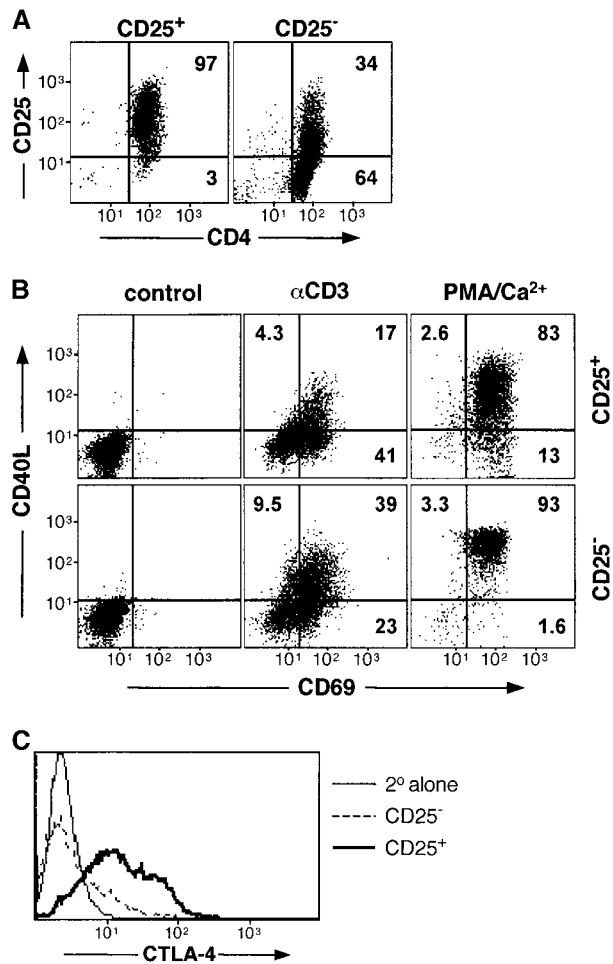 A
CD25⁺ CD25⁻
97 34
10³
10²
10¹
3 64
CD25
10¹ 10² 10³ 10¹ 10² 10³
CD4
B
control αCD3 PMA/Ca²⁺
4.3 17 2.6 83
10³
10²
10¹
41 13
CD25⁺
CD40L
9.5 39 3.3 93
10³
10²
10¹
23 1.6
CD25⁻
10¹ 10² 10³ 10¹ 10² 10³ 10¹ 10² 10³
CD69
C
2º alone
CD25⁻
CD25⁺
10¹ 10² 10³
CTLA-4